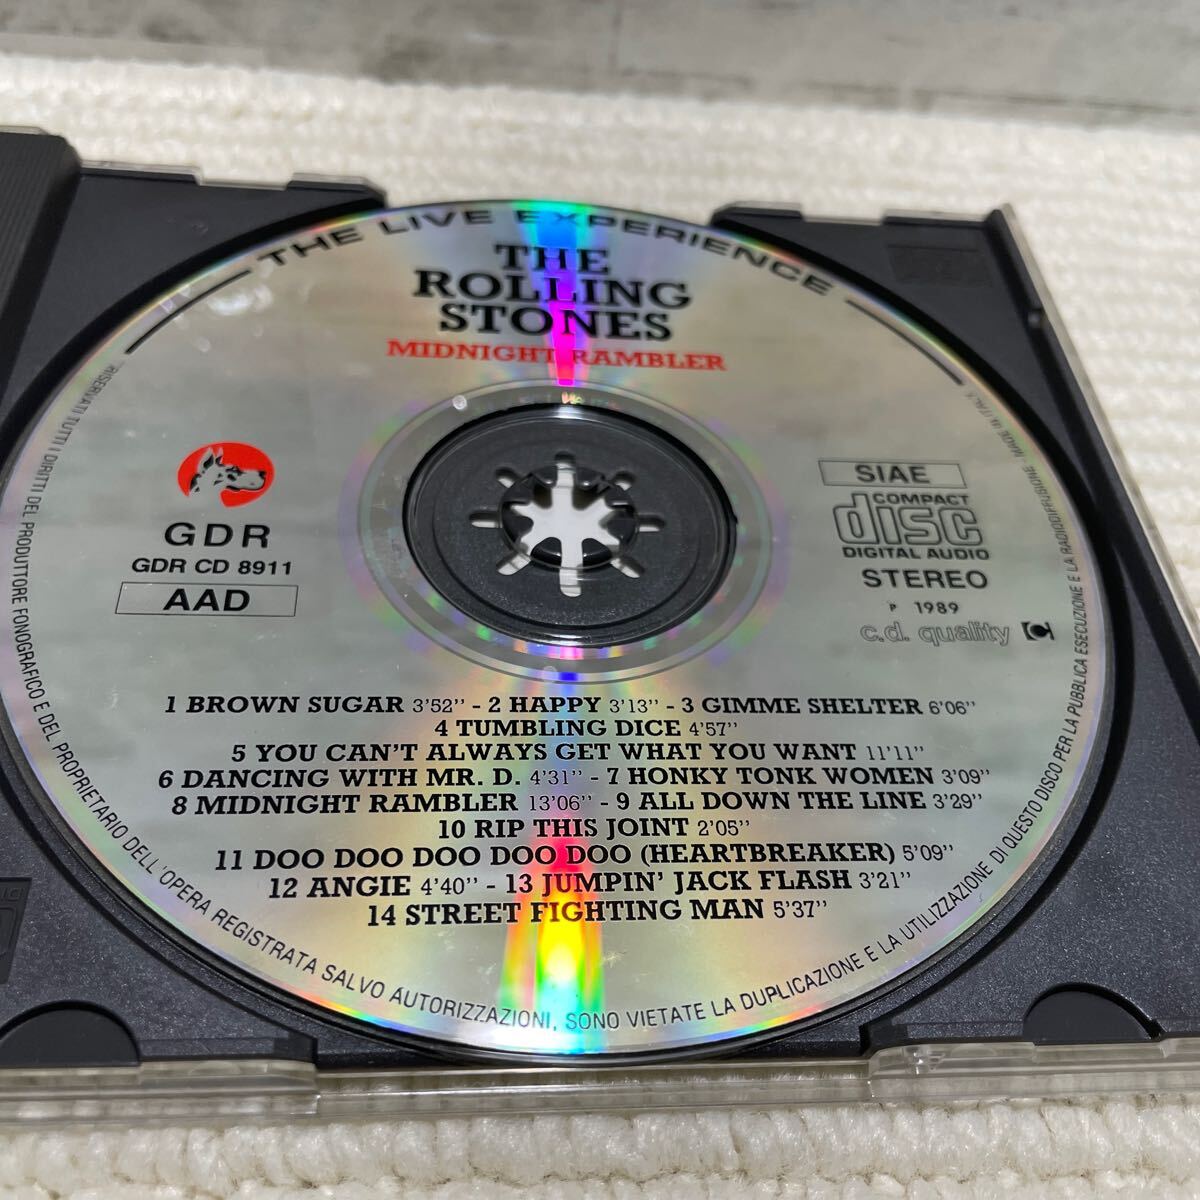 THE LIVE EXPERIENCE
THE
ROLLING
STONES
MIDNIGHT RAMBLER
GDR
GDR CD 8911
AAD
SIAE
COMPACT
disc
DIGITAL AUDIO
STEREO
P 1989
c.d. quality
1 BROWN SUGAR 3'52'' - 2 HAPPY 3'13'' - 3 GIMME SHELTER 6'06''
4 TUMBLING DICE 4'57''
5 YOU CAN'T ALWAYS GET WHAT YOU WANT 11'11''
6 DANCING WITH MR. D. 4'31'' - 7 HONKY TONK WOMEN 3'09''
8 MIDNIGHT RAMBLER 13'06'' - 9 ALL DOWN THE LINE 3'29''
10 RIP THIS JOINT 2'05''
11 DOO DOO DOO DOO DOO (HEARTBREAKER) 5'09''
12 ANGIE 4'40'' - 13 JUMPIN' JACK FLASH 3'21''
14 STREET FIGHTING MAN 5'37''
RISERVATI TUTTI I DIRITTI DEL PRODUTTORE FONOGRAFICO E DEL PROPRIETARIO DELL'OPERA REGISTRATA SALVO AUTORIZZAZIONI, SONO VIETATE LA DUPLICAZIONE E LA UTILIZZAZIONE DI QUESTO DISCO PER LA PUBBLICA ESECUZIONE E LA RADIODIFFUSIONE - MADE IN ITALY